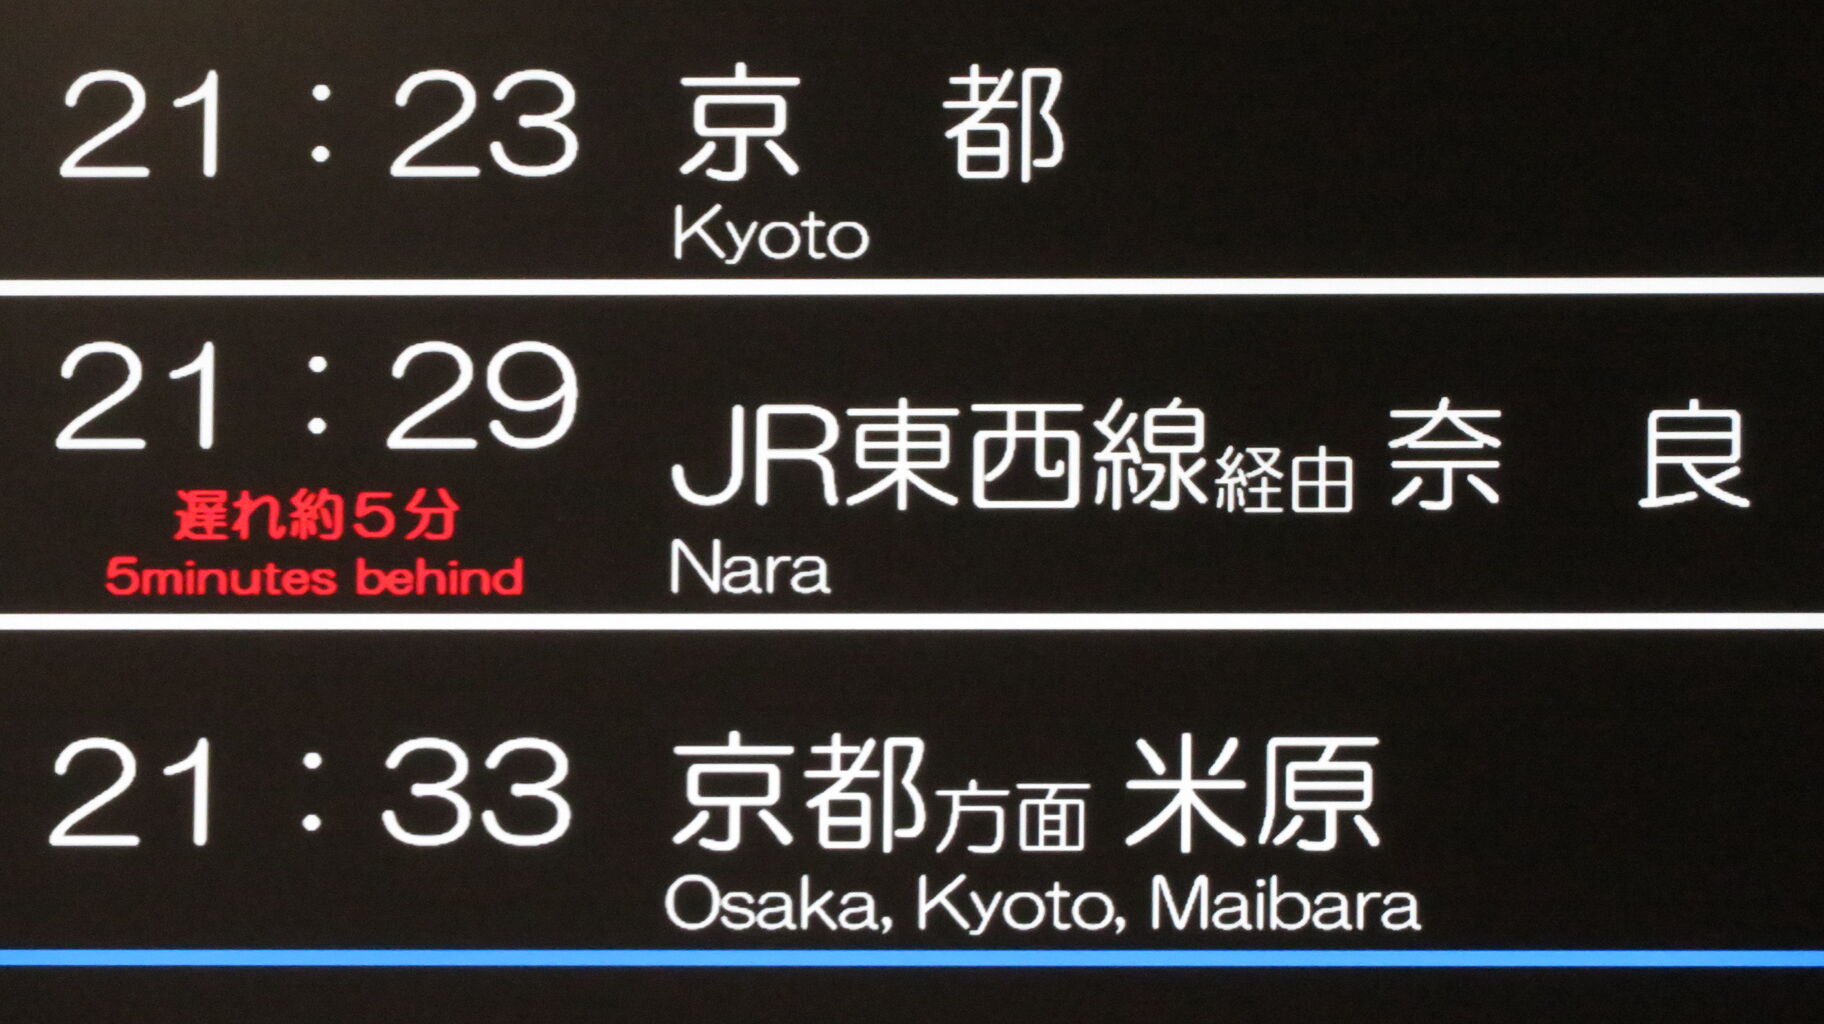 21:23 京 都
Kyoto
21:29 JR東西線経由 奈 良
遅れ約5分
5minutes behind
Nara
21:33 京都方面 米原
Osaka, Kyoto, Maibara